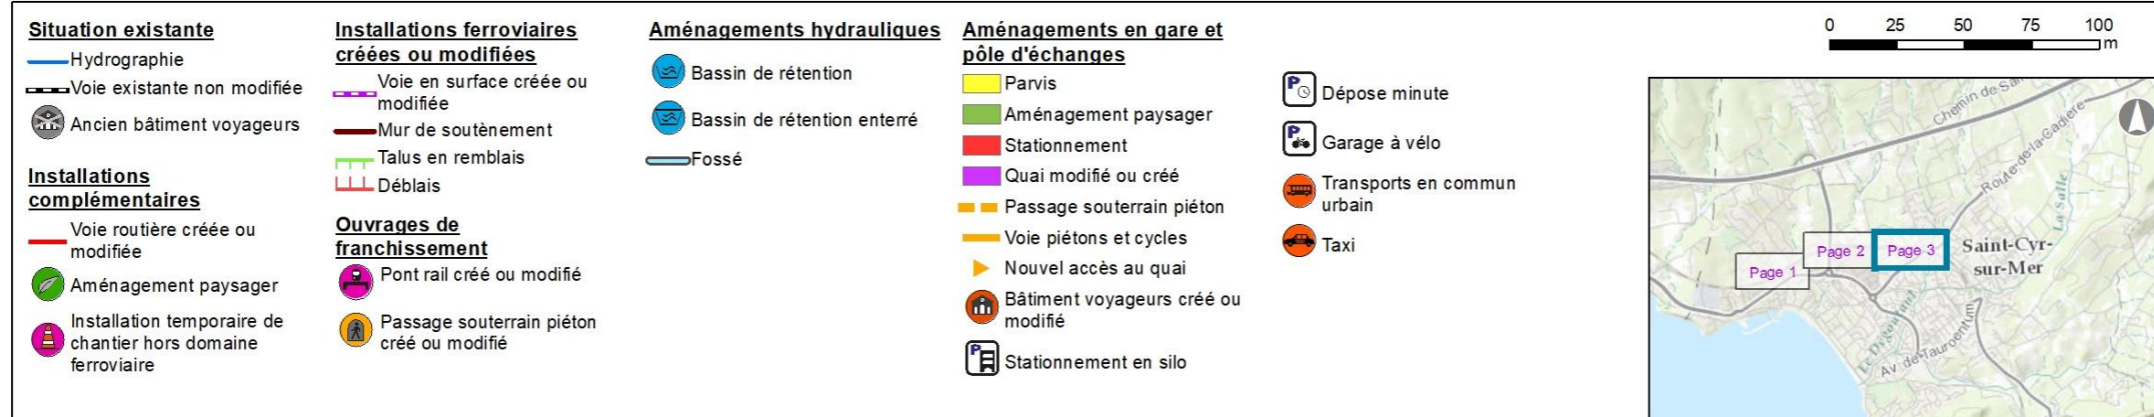 Situation existante
Hydrographie
Voie existante non modifiée
Ancien bâtiment voyageurs
Installations
complémentaires
Voie routière créée ou
modifiée
Aménagement paysager
Installation temporaire de
chantier hors domaine
ferroviaire
Installations ferroviaires
créées ou modifiées
Voie en surface créée ou
modifiée
Mur de soutènement
Talus en remblais
Déblais
Ouvrages de
franchissement
Pont rail créé ou modifié
Passage souterrain piéton
créé ou modifié
Aménagements hydrauliques
Bassin de rétention
Bassin de rétention enterré
Fossé
Aménagements en gare et
pôle d'échanges
Parvis
Aménagement paysager
Stationnement
Quai modifié ou créé
Passage souterrain piéton
Voie piétons et cycles
Nouvel accès au quai
Bâtiment voyageurs créé ou
modifié
P
Stationnement en silo
P
Dépose minute
P
Garage à vélo
Transports en commun
urbain
Taxi
0 25 50 75 100
m
Chemin de Sai
Route-de-la-Cadière
La Salle
Page 1
Page 2
Page 3
Saint-Cyr-
sur-Mer
Le Dégoutant
Av de-Tauroentum